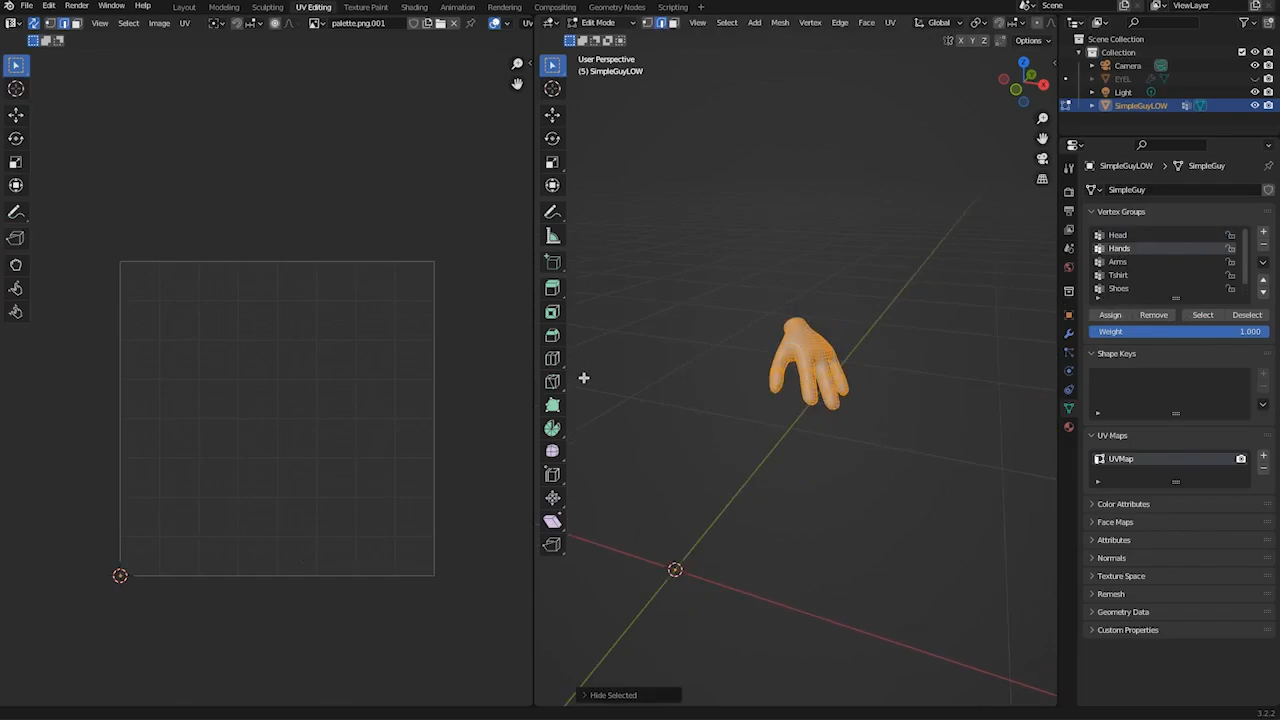 File Edit Render Window Help Layout Modeling Sculpting UV Editing Texture Paint Shading Animation Rendering Compositing Geometry Nodes Scripting Scene ViewLayer
View Select Image UV palette.png.001 UV Edit Mode View Select Add Mesh Vertex Edge Face UV Global
X Y Z Options
Scene Collection
Collection
Camera
EYEL
Light
SimpleGuyLOW
User Perspective
(5) SimpleGuyLOW
Z
Y
X
SimpleGuyLOW > SimpleGuy
SimpleGuy
Vertex Groups
Head
Hands
Arms
Tshirt
Shoes
Assign Remove Select Deselect
Weight 1.000
Shape Keys
UV Maps
UVMap
Color Attributes
Face Maps
Attributes
Normals
Texture Space
Remesh
Geometry Data
Custom Properties
Hide Selected
3.2.2